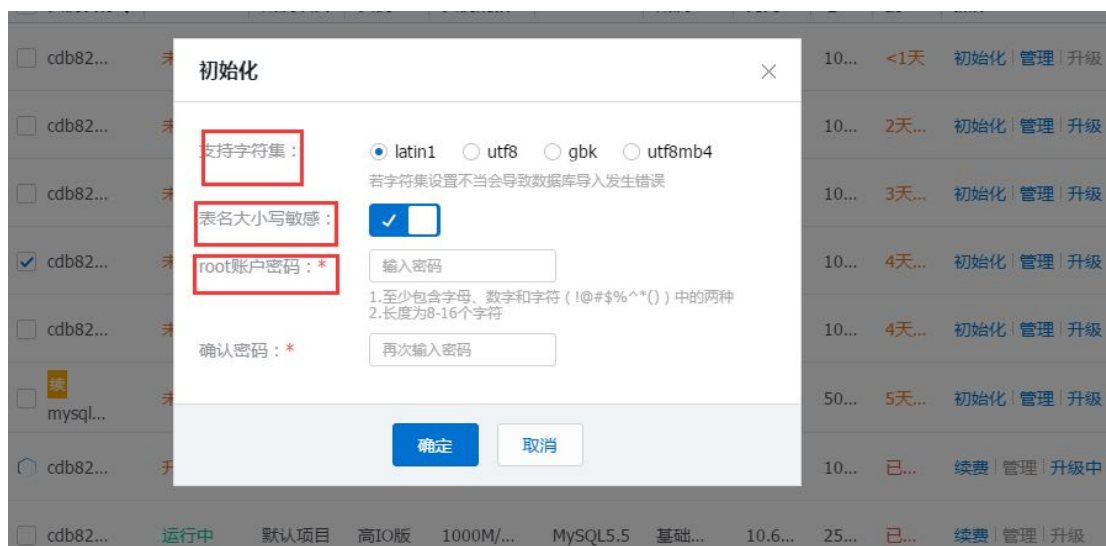 cdb82... 未 10... <1天 初始化 管理 升级
初始化
cdb82... 未 10... 2天... 初始化 管理 升级
支持字符集： latin1 utf8 gbk utf8mb4
若字符集设置不当会导致数据库导入发生错误
cdb82... 未 10... 3天... 初始化 管理 升级
表名大小写敏感：
cdb82... 未 10... 4天... 初始化 管理 升级
root账户密码：* 输入密码
1.至少包含字母、数字和字符（!@#$%^*()）中的两种
2.长度为8-16个字符
cdb82... 未 10... 4天... 初始化 管理 升级
确认密码：* 再次输入密码
续
mysql... 未 50... 5天... 初始化 管理 升级
确定 取消
cdb82... 升 10... 已... 续费 管理 升级中
cdb82... 运行中 默认项目 高IO版 1000M/... MySQL5.5 基础... 10.6... 25... 已... 续费 管理 升级